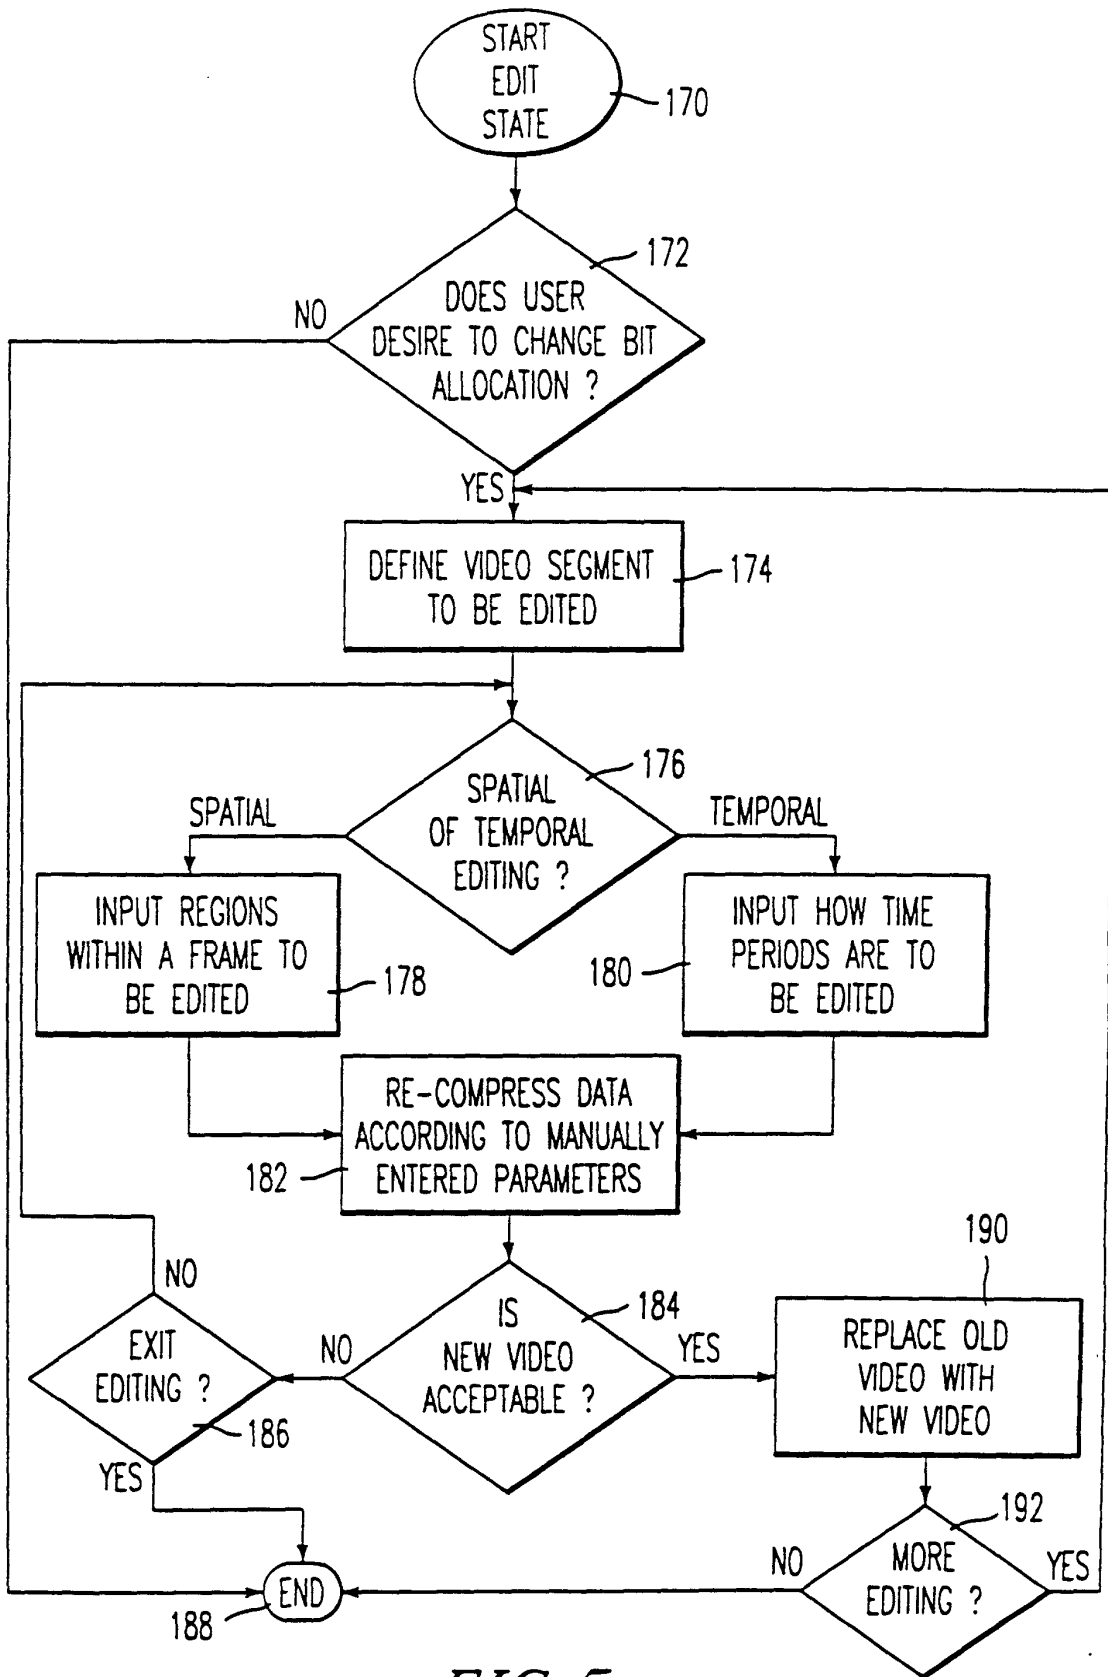 START
EDIT
STATE
170
172
DOES USER
DESIRE TO CHANGE BIT
ALLOCATION ?
NO
YES
DEFINE VIDEO SEGMENT
TO BE EDITED
174
176
SPATIAL
OF TEMPORAL
EDITING ?
SPATIAL
TEMPORAL
INPUT REGIONS
WITHIN A FRAME TO
BE EDITED
178
INPUT HOW TIME
PERIODS ARE TO
BE EDITED
180
RE-COMPRESS DATA
ACCORDING TO MANUALLY
ENTERED PARAMETERS
182
IS
NEW VIDEO
ACCEPTABLE ?
184
NO
YES
EXIT
EDITING ?
186
NO
YES
190
REPLACE OLD
VIDEO WITH
NEW VIDEO
192
MORE
EDITING ?
NO
YES
END
188
FIG. 5